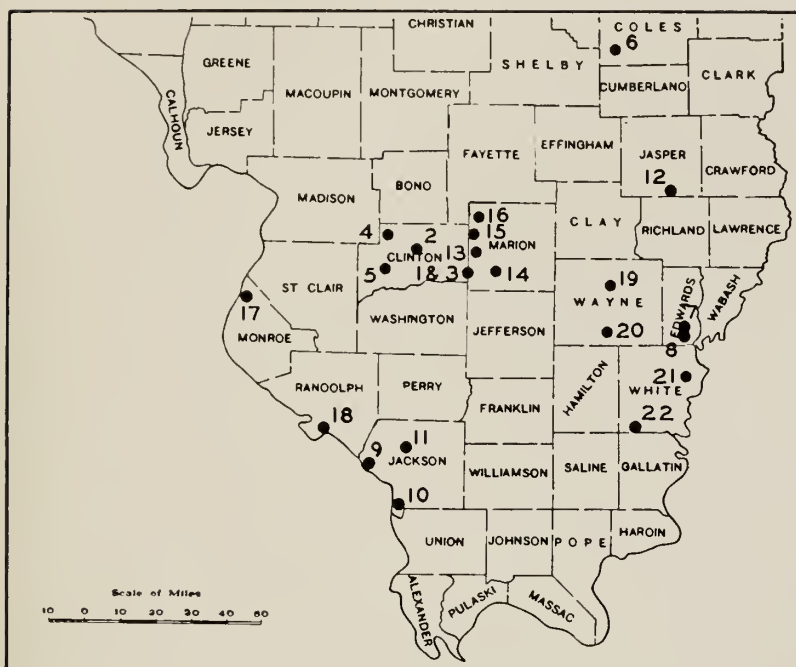 CHRISTIAN
COLES
6
GREENE
SHELBY
CLARK
MACOUPIN
MONTGOMERY
CUMBERLANO
CALHOUN
JERSEY
FAYETTE
EFFINGHAM
JASPER
CRAWFORD
12
MADISON
BONO
16
CLAY
RICHLAND
LAWRENCE
4
2
15
MARION
13
CLINTON
5
1 & 3
14
ST CLAIR
19
WAYNE
EDWARDS
WABASH
17
WASHINGTON
JEFFERSON
7
MONROE
20
8
RANDOLPH
PERRY
HAMILTON
21
WHITE
FRANKLIN
18
22
11
9
JACKSON
WILLIAMSON
SALINE
GALLATIN
10
UNION
JOHNSON
POPE
HAROIN
Scale of Miles
10 0 10 20 30 40 50
ALEXANDER
PULASKI
MASSAC